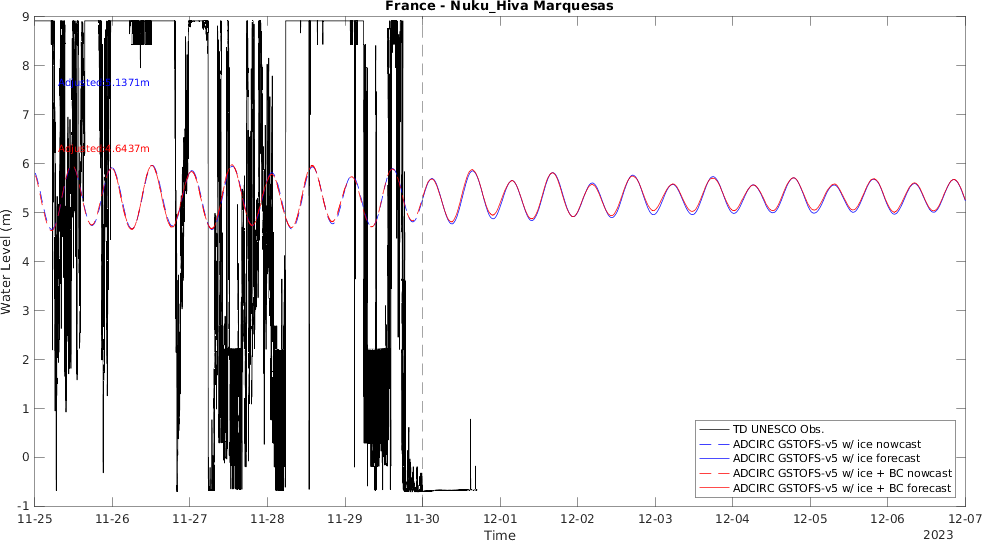 France - Nuku_Hiva Marquesas
9
8
7
6
5
4
3
2
1
0
-1
Water Level (m)
.1371m
.6437m
TD UNESCO Obs.
ADCIRC GSTOFS-v5 w/ ice nowcast
ADCIRC GSTOFS-v5 w/ ice forecast
ADCIRC GSTOFS-v5 w/ ice + BC nowcast
ADCIRC GSTOFS-v5 w/ ice + BC forecast
11-25 11-26 11-27 11-28 11-29 11-30 12-01 12-02 12-03 12-04 12-05 12-06 12-07
Time
2023